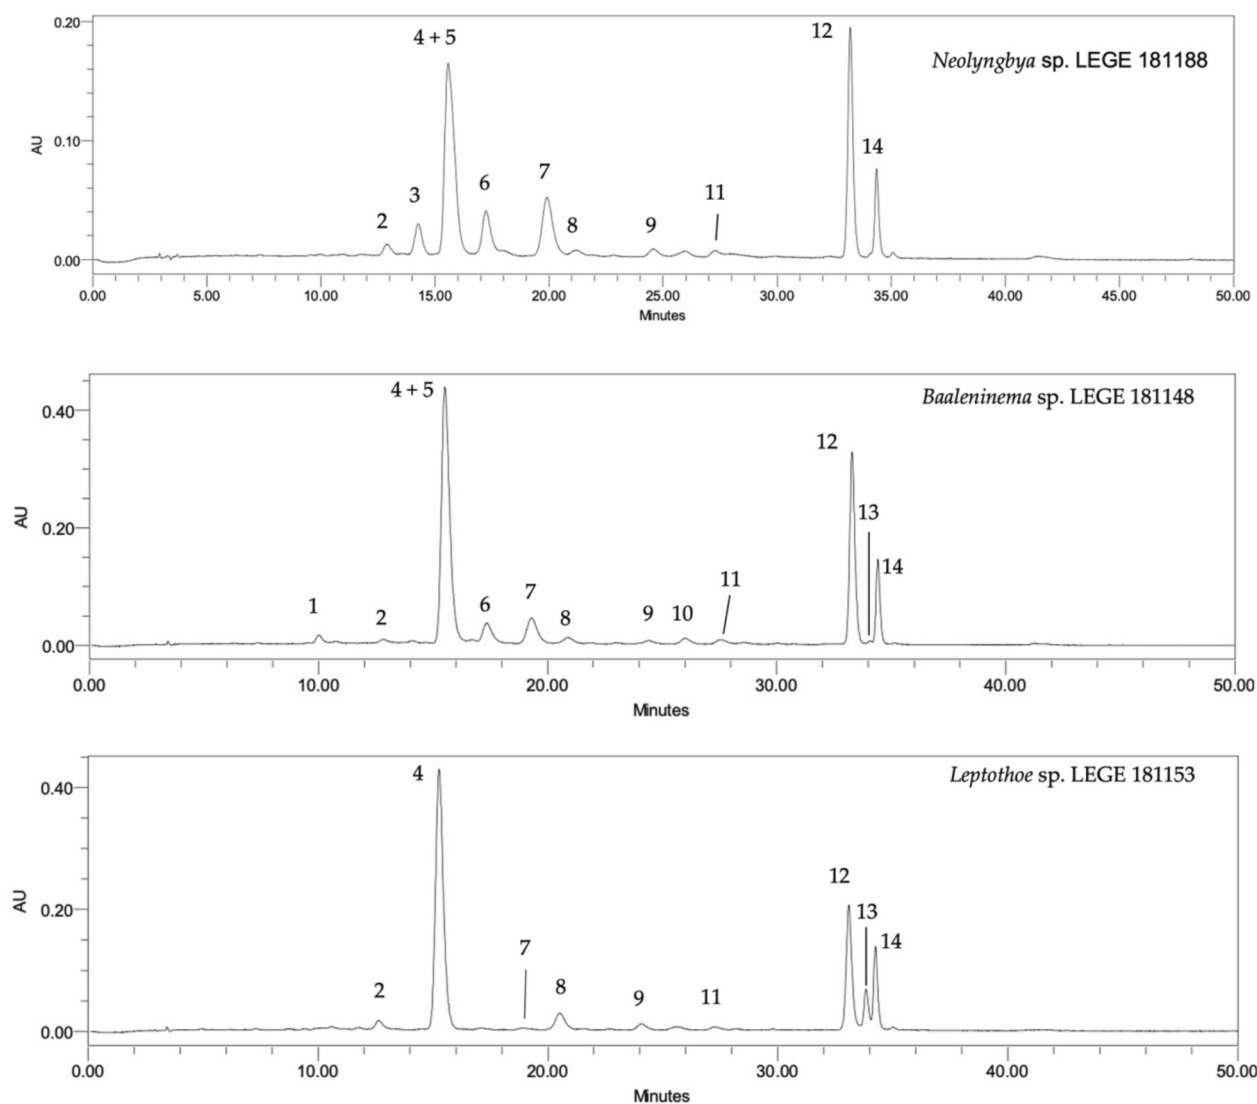 0.20
0.10
0.00
AU
4 + 5
12
Neolyngbya sp. LEGE 181188
14
2
3
6
7
8
9
11
0.00 5.00 10.00 15.00 20.00 25.00 30.00 35.00 40.00 45.00 50.00
Minutes
0.40
0.20
0.00
AU
4 + 5
Baaleninema sp. LEGE 181148
12
13
14
1
2
6
7
8
9
10
11
0.00 10.00 20.00 30.00 40.00 50.00
Minutes
0.40
0.20
0.00
AU
4
Leptothoe sp. LEGE 181153
12
13
14
2
7
8
9
11
0.00 10.00 20.00 30.00 40.00 50.00
Minutes